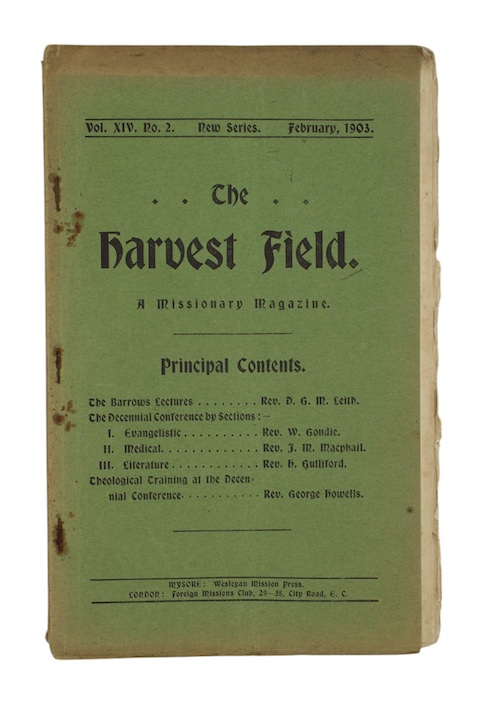 Vol. XIV. No. 2. New Series. February, 1903.
The
Harvest Field.
A Missionary Magazine.
Principal Contents.
The Barrows Lectures . . . . . . . . Rev. D. G. M. Leith.
The Decennial Conference by Sections :—
I. Evangelistic . . . . . . . . . . Rev. W. Goudie.
II. Medical. . . . . . . . . . . . . Rev. J. M. Macphail.
III. Literature . . . . . . . . . . . . Rev. H. Gulliford.
Theological Training at the Decen-
nial Conference. . . . . . . . . . . Rev. George Howells.
MYSORE: Wesleyan Mission Press.
LONDON: Foreign Missions Club, 29—35, City Road, E. C.